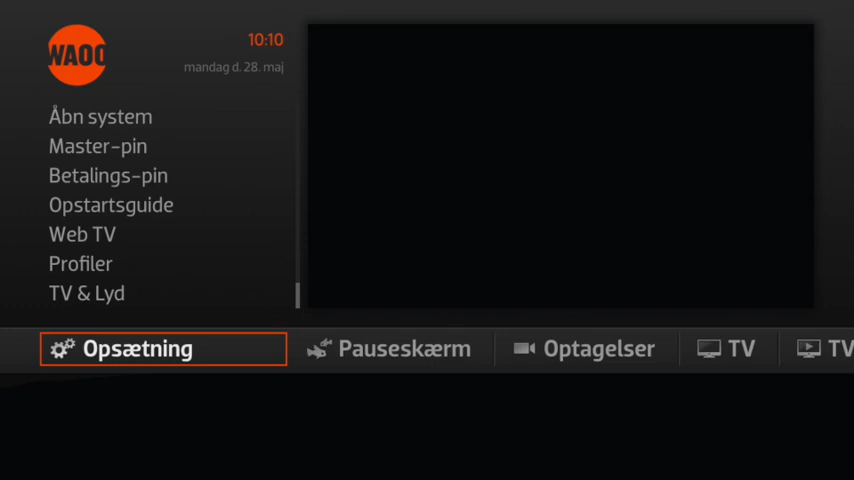 WAOO
10:10
mandag d. 28. maj
Åbn system
Master-pin
Betalings-pin
Opstartsguide
Web TV
Profiler
TV & Lyd
Opsætning
Pauseskærm
Optagelser
TV
TV